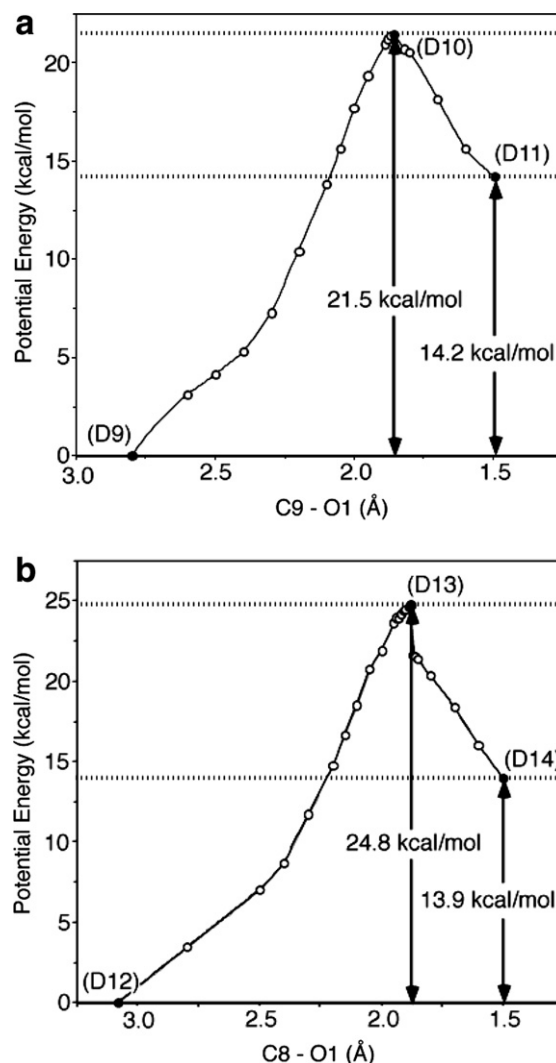 a
20
15
10
5
0
3.0
2.5
2.0
1.5
Potential Energy (kcal/mol)
C9 - O1 (Å)
(D9)
(D10)
(D11)
21.5 kcal/mol
14.2 kcal/mol
b
25
20
15
10
5
0
3.0
2.5
2.0
1.5
Potential Energy (kcal/mol)
C8 - O1 (Å)
(D12)
(D13)
(D14)
24.8 kcal/mol
13.9 kcal/mol